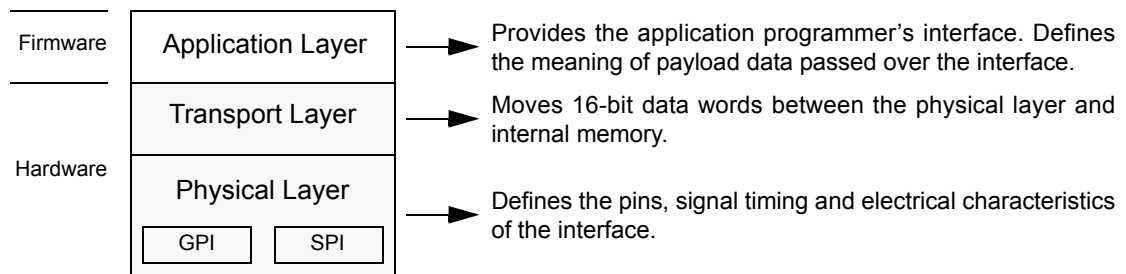 Firmware
Application Layer
Provides the application programmer’s interface. Defines
the meaning of payload data passed over the interface.
Transport Layer
Moves 16-bit data words between the physical layer and
internal memory.
Hardware
Physical Layer
GPI
SPI
Defines the pins, signal timing and electrical characteristics
of the interface.